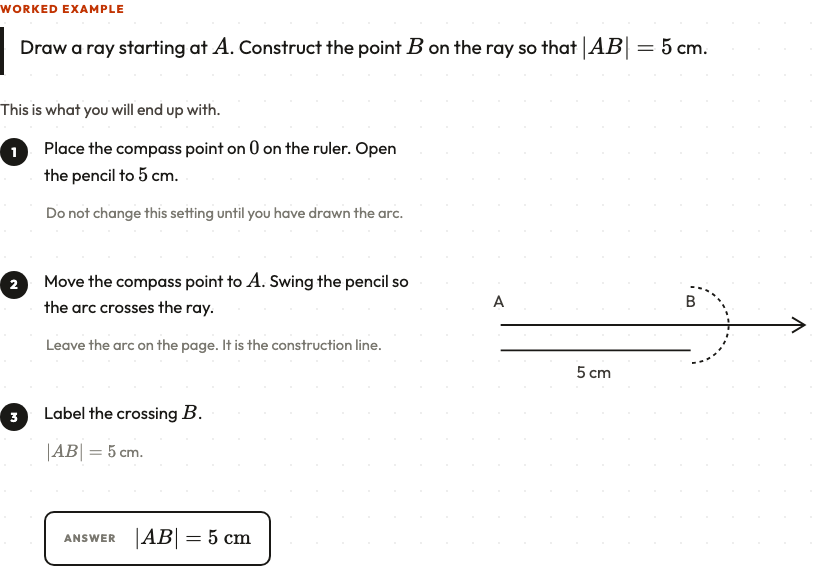 WORKED EXAMPLE
Draw a ray starting at A. Construct the point B on the ray so that |AB| = 5 cm.
This is what you will end up with.
1 Place the compass point on 0 on the ruler. Open
the pencil to 5 cm.
Do not change this setting until you have drawn the arc.
2 Move the compass point to A. Swing the pencil so
the arc crosses the ray.
Leave the arc on the page. It is the construction line.
3 Label the crossing B.
|AB| = 5 cm.
ANSWER |AB| = 5 cm
A B
5 cm